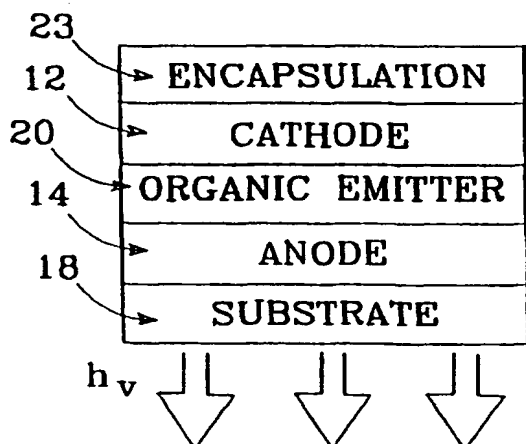 23 ENCAPSULATION
12 CATHODE
20 ORGANIC EMITTER
14 ANODE
18 SUBSTRATE
hv